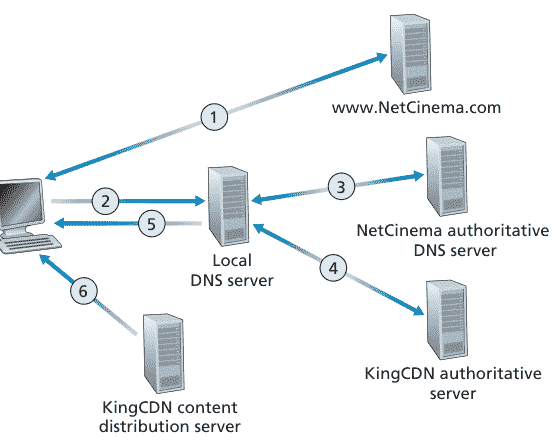 1
www.NetCinema.com
2
3
5
NetCinema authoritative
DNS server
Local
DNS server
4
6
KingCDN authoritative
server
KingCDN content
distribution server